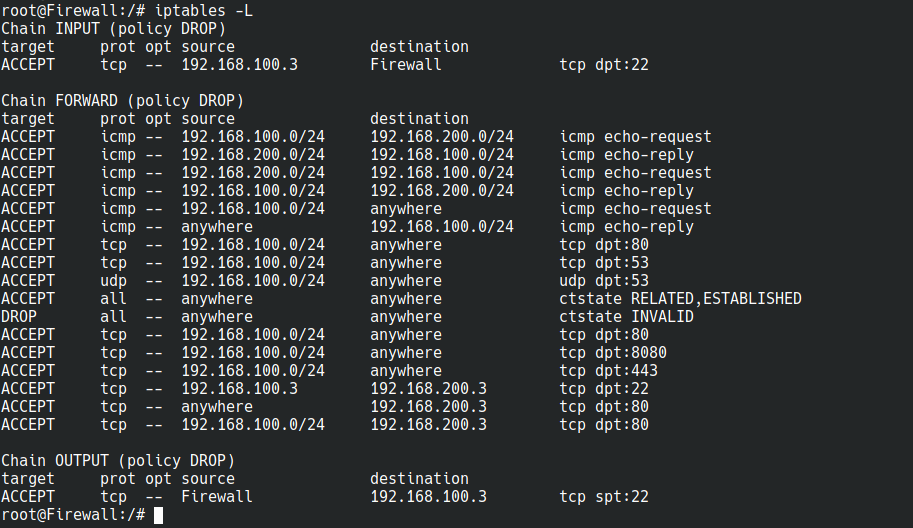 root@Firewall:/# iptables -L
Chain INPUT (policy DROP)
target     prot opt source               destination
ACCEPT     tcp  --  192.168.100.3        Firewall             tcp dpt:22

Chain FORWARD (policy DROP)
target     prot opt source               destination
ACCEPT     icmp --  192.168.100.0/24     192.168.200.0/24     icmp echo-request
ACCEPT     icmp --  192.168.200.0/24     192.168.100.0/24     icmp echo-reply
ACCEPT     icmp --  192.168.100.0/24     192.168.200.0/24     icmp echo-request
ACCEPT     icmp --  192.168.100.0/24     192.168.200.0/24     icmp echo-reply
ACCEPT     icmp --  192.168.100.0/24     anywhere             icmp echo-request
ACCEPT     icmp --  anywhere             192.168.100.0/24     icmp echo-reply
ACCEPT     tcp  --  192.168.100.0/24     anywhere             tcp dpt:80
ACCEPT     tcp  --  192.168.100.0/24     anywhere             tcp dpt:53
ACCEPT     udp  --  192.168.100.0/24     anywhere             udp dpt:53
ACCEPT     all  --  anywhere             anywhere             ctstate RELATED,ESTABLISHED
DROP       all  --  anywhere             anywhere             ctstate INVALID
ACCEPT     tcp  --  192.168.100.0/24     anywhere             tcp dpt:80
ACCEPT     tcp  --  192.168.100.0/24     anywhere             tcp dpt:8080
ACCEPT     tcp  --  192.168.100.0/24     anywhere             tcp dpt:443
ACCEPT     tcp  --  192.168.100.3        192.168.200.3        tcp dpt:22
ACCEPT     tcp  --  anywhere             192.168.200.3        tcp dpt:80
ACCEPT     tcp  --  192.168.100.0/24     192.168.200.3        tcp dpt:80

Chain OUTPUT (policy DROP)
target     prot opt source               destination
ACCEPT     tcp  --  Firewall             192.168.100.3        tcp spt:22
root@Firewall:/#